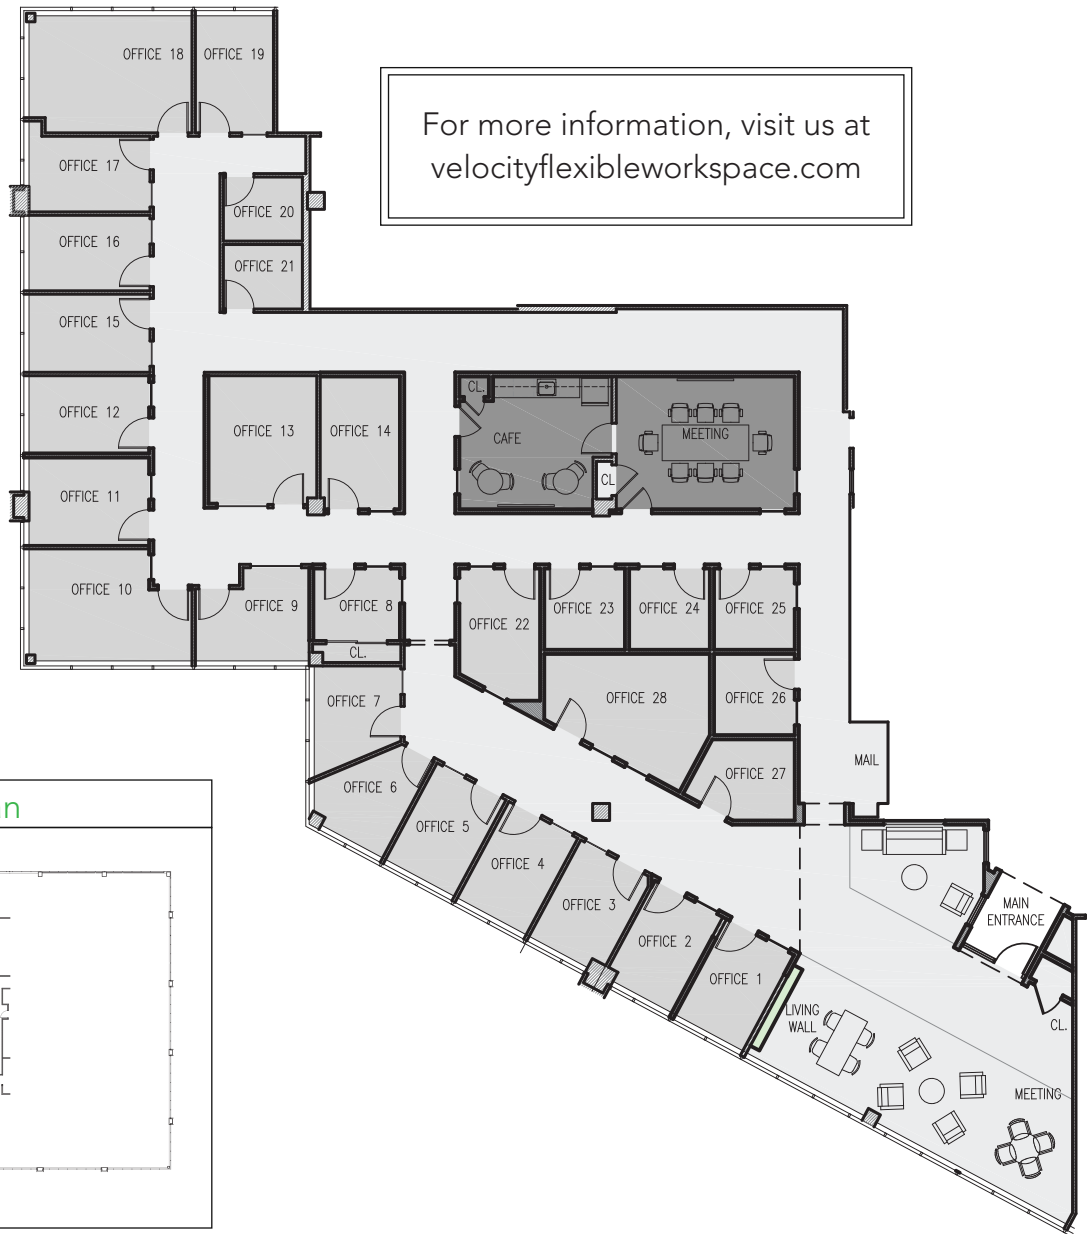 OFFICE 18
OFFICE 19
For more information, visit us at
velocityflexibleworkspace.com
OFFICE 17
OFFICE 20
OFFICE 16
OFFICE 21
OFFICE 15
OFFICE 12
OFFICE 13
OFFICE 14
CL.
CAFE
MEETING
CL
OFFICE 11
OFFICE 10
OFFICE 9
OFFICE 8
CL.
OFFICE 22
OFFICE 23
OFFICE 24
OFFICE 25
OFFICE 7
OFFICE 28
OFFICE 26
OFFICE 27
MAIL
OFFICE 6
OFFICE 5
OFFICE 4
OFFICE 3
OFFICE 2
OFFICE 1
MAIN
ENTRANCE
LIVING
WALL
CL.
MEETING